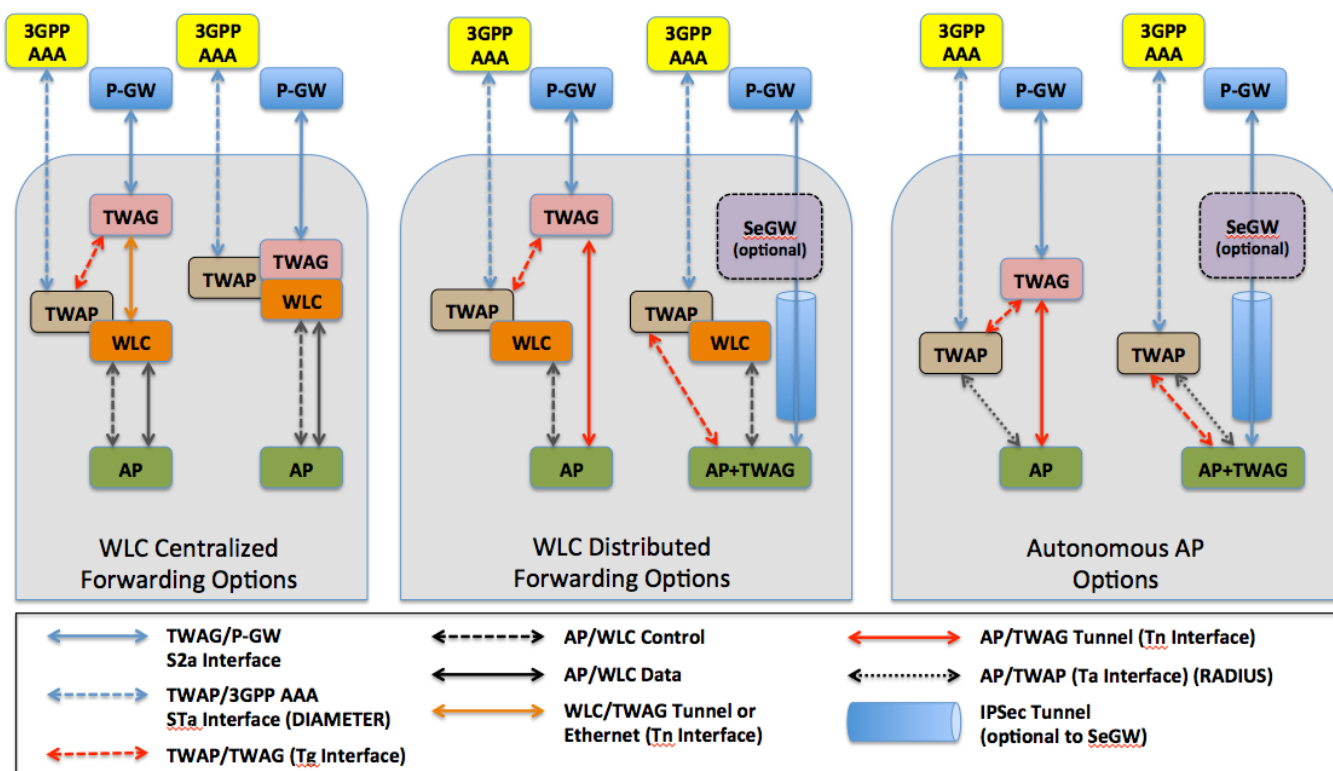 3GPP
AAA
P-GW
TWAG
TWAP
WLC
AP
3GPP
AAA
P-GW
TWAP
TWAG
WLC
AP
WLC Centralized
Forwarding Options
3GPP
AAA
P-GW
TWAG
TWAP
WLC
AP
3GPP
AAA
P-GW
SeGW
(optional)
TWAP
WLC
AP+TWAG
WLC Distributed
Forwarding Options
3GPP
AAA
P-GW
TWAG
TWAP
AP
3GPP
AAA
P-GW
SeGW
(optional)
TWAP
AP+TWAG
Autonomous AP
Options
TWAG/P-GW
S2a Interface
TWAP/3GPP AAA
STa Interface (DIAMETER)
TWAP/TWAG (Tg Interface)
AP/WLC Control
AP/WLC Data
WLC/TWAG Tunnel or
Ethernet (Tn Interface)
AP/TWAG Tunnel (Tn Interface)
AP/TWAP (Ta Interface) (RADIUS)
IPSec Tunnel
(optional to SeGW)